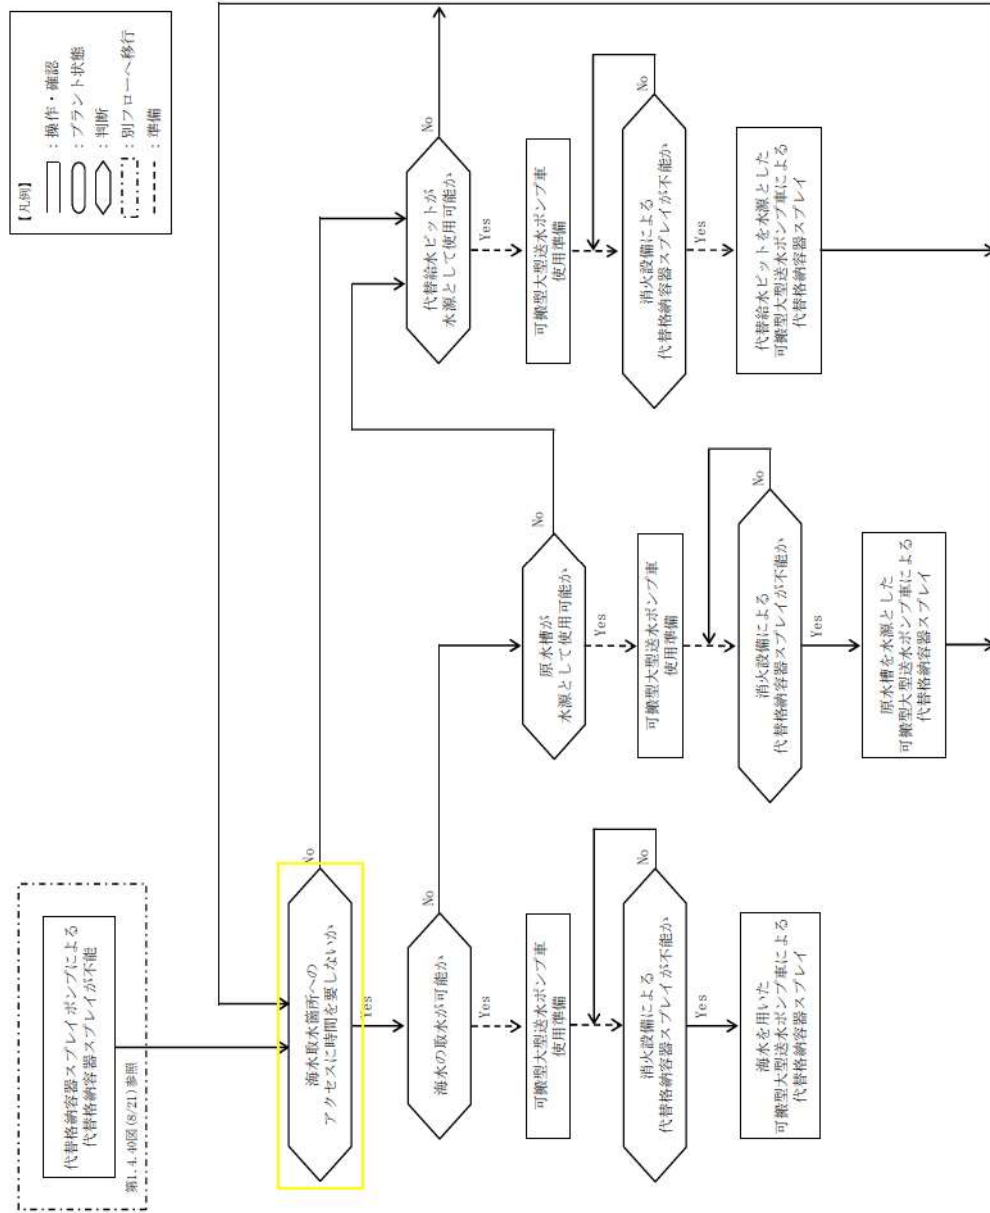 【凡例】
：操作・確認
：プラント状態
：判断
：別フローへ移行
：準備
代替格納容器スプレイポンプによる
代替格納容器スプレイが不能
第1.4.40図(8/21)参照
海水取水箇所への
アクセスに時間を要しないか
No
Yes
海水の取水が可能か
No
Yes
可搬型大型送水ポンプ車
使用準備
消火設備による
代替格納容器スプレイが不能か
No
Yes
海水を用いた
可搬型大型送水ポンプ車による
代替格納容器スプレイ
原水槽が
水源として使用可能か
No
Yes
可搬型大型送水ポンプ車
使用準備
消火設備による
代替格納容器スプレイが不能か
No
Yes
原水槽を水源とした
可搬型大型送水ポンプ車による
代替格納容器スプレイ
代替給水ピットが
水源として使用可能か
No
Yes
可搬型大型送水ポンプ車
使用準備
消火設備による
代替格納容器スプレイが不能か
No
Yes
代替給水ピットを水源とした
可搬型大型送水ポンプ車による
代替格納容器スプレイ